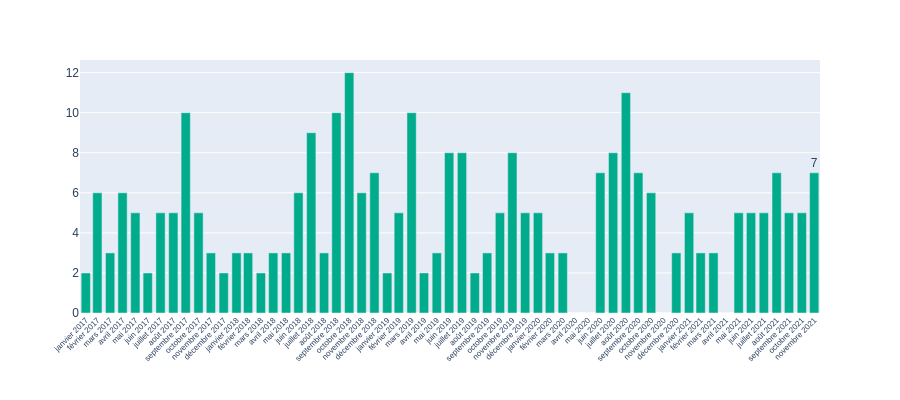 12
10
8
6
4
2
0
7
janvier 2017
février 2017
mars 2017
avril 2017
mai 2017
juin 2017
juillet 2017
août 2017
septembre 2017
octobre 2017
novembre 2017
décembre 2017
janvier 2018
février 2018
mars 2018
avril 2018
mai 2018
juin 2018
juillet 2018
août 2018
septembre 2018
octobre 2018
novembre 2018
décembre 2018
janvier 2019
février 2019
mars 2019
avril 2019
mai 2019
juin 2019
juillet 2019
août 2019
septembre 2019
octobre 2019
novembre 2019
décembre 2019
janvier 2020
février 2020
mars 2020
avril 2020
mai 2020
juin 2020
juillet 2020
août 2020
septembre 2020
octobre 2020
novembre 2020
décembre 2020
janvier 2021
février 2021
mars 2021
avril 2021
mai 2021
juin 2021
juillet 2021
août 2021
septembre 2021
octobre 2021
novembre 2021